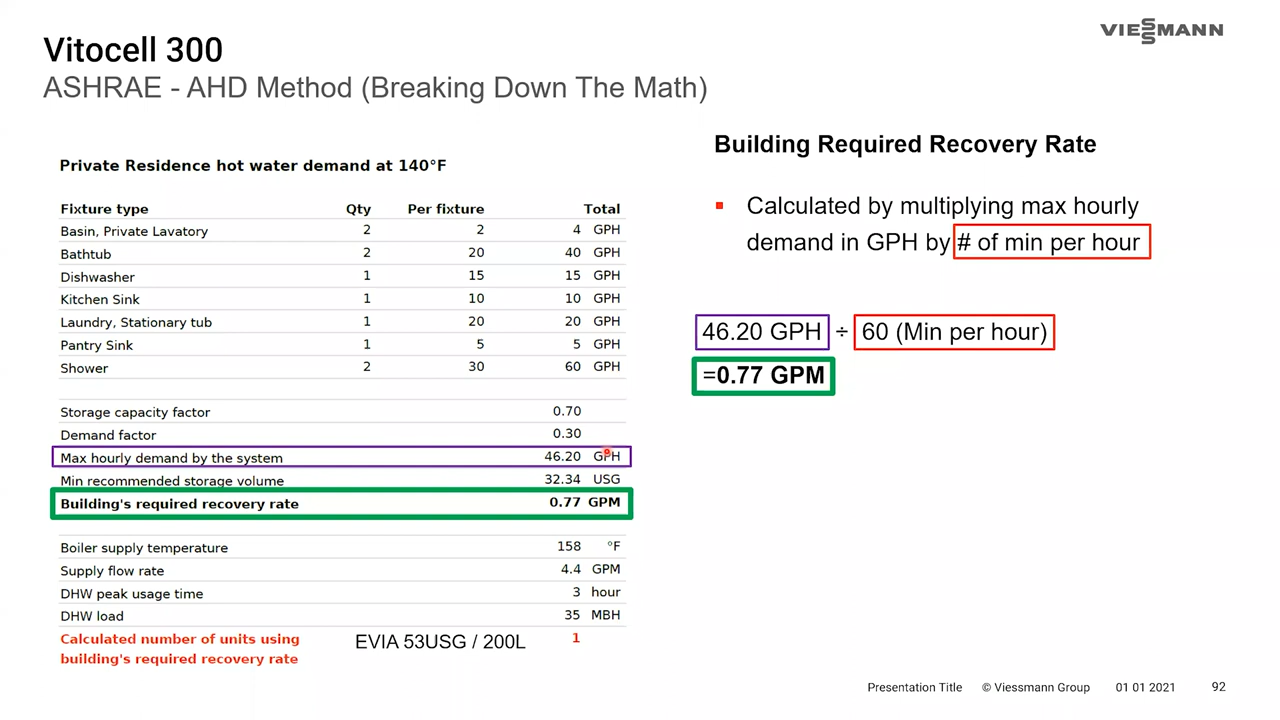 VIESSMANN
Vitocell 300
ASHRAE - AHD Method (Breaking Down The Math)
Private Residence hot water demand at 140°F
Fixture type Qty Per fixture Total
Basin, Private Lavatory 2 2 4 GPH
Bathtub 2 20 40 GPH
Dishwasher 1 15 15 GPH
Kitchen Sink 1 10 10 GPH
Laundry, Stationary tub 1 20 20 GPH
Pantry Sink 1 5 5 GPH
Shower 2 30 60 GPH
Storage capacity factor 0.70
Demand factor 0.30
Max hourly demand by the system 46.20 GPH
Min recommended storage volume 32.34 USG
Building's required recovery rate 0.77 GPM
Boiler supply temperature 158 °F
Supply flow rate 4.4 GPM
DHW peak usage time 3 hour
DHW load 35 MBH
Calculated number of units using EVIA 53USG / 200L 1
building's required recovery rate
Building Required Recovery Rate
Calculated by multiplying max hourly
demand in GPH by # of min per hour
46.20 GPH ÷ 60 (Min per hour)
=0.77 GPM
Presentation Title © Viessmann Group 01 01 2021 92